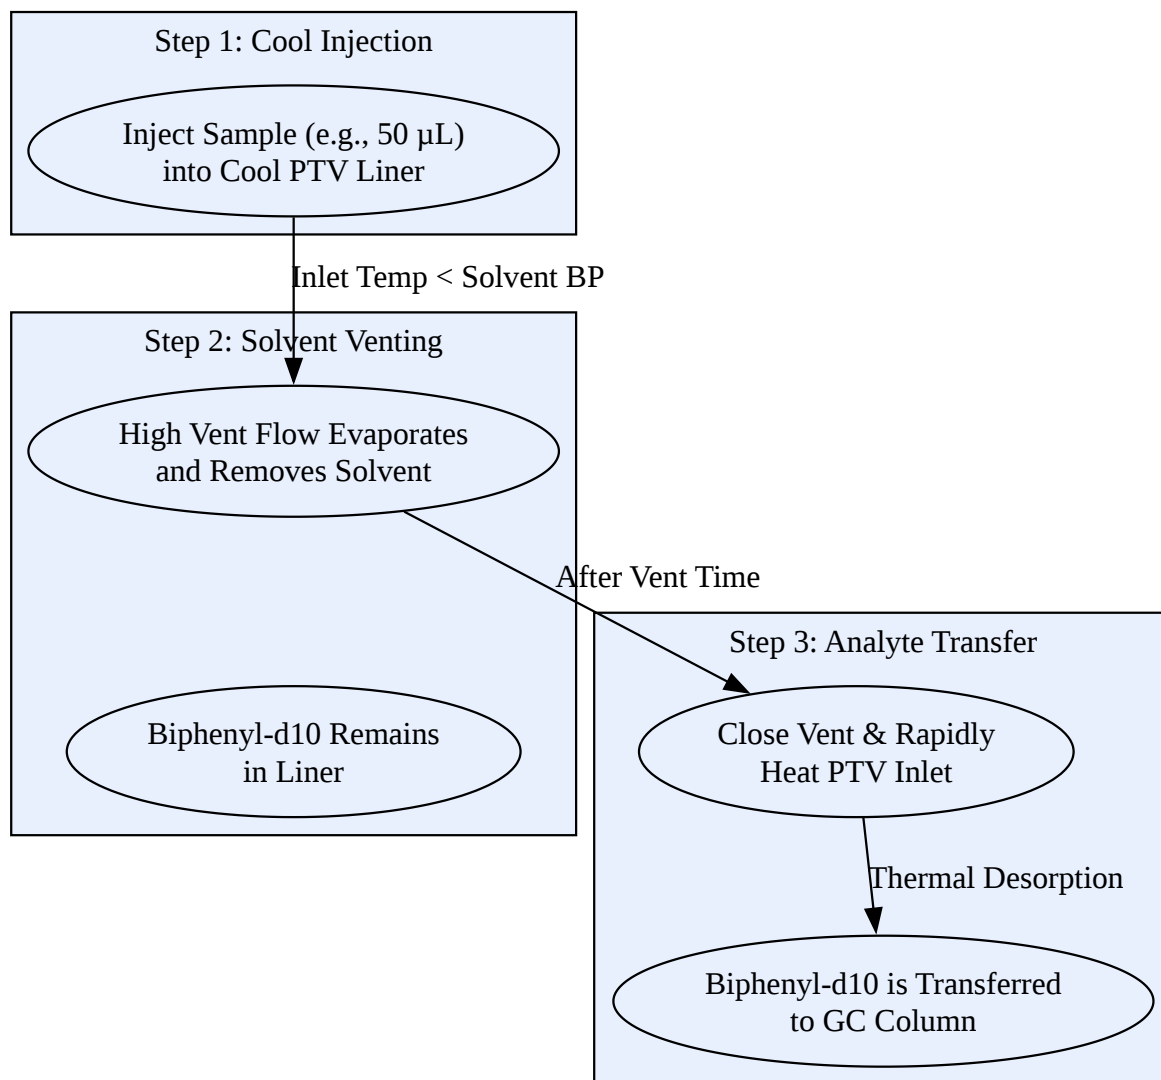 Step 1: Cool Injection
Inject Sample (e.g., 50 µL)
into Cool PTV Liner
Inlet Temp < Solvent BP
Step 2: Solvent Venting
High Vent Flow Evaporates
and Removes Solvent
After Vent Time
Biphenyl-d10 Remains
in Liner
Step 3: Analyte Transfer
Close Vent & Rapidly
Heat PTV Inlet
Thermal Desorption
Biphenyl-d10 is Transferred
to GC Column